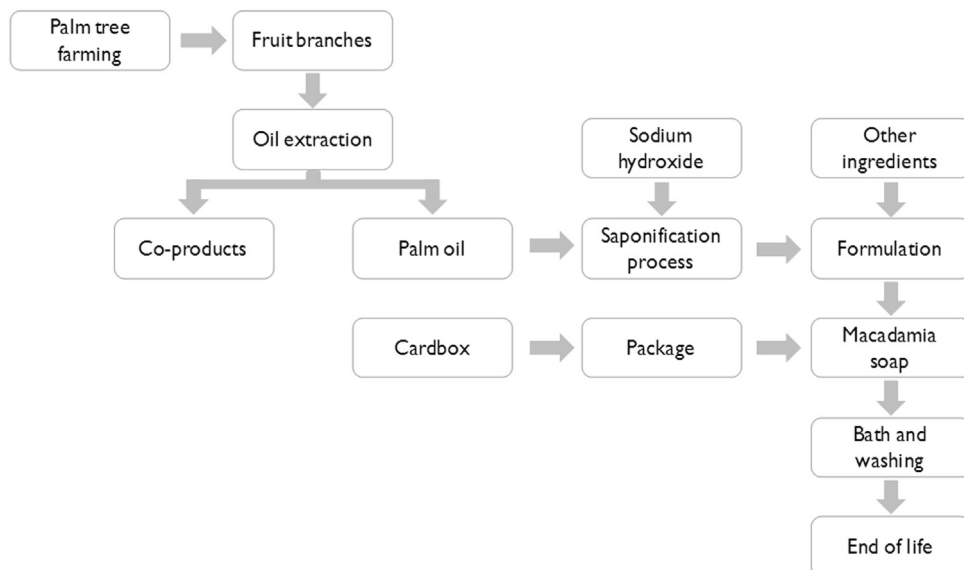 Palm tree
farming
Fruit branches
Oil extraction
Sodium
hydroxide
Other
ingredients
Co-products
Palm oil
Saponification
process
Formulation
Cardbox
Package
Macadamia
soap
Bath and
washing
End of life